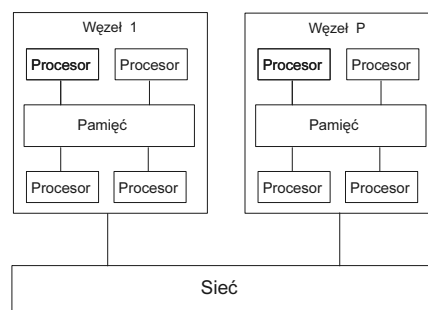 Węzeł 1
Procesor Procesor
Pamięć
Procesor Procesor
Węzeł P
Procesor Procesor
Pamięć
Procesor Procesor
Sieć